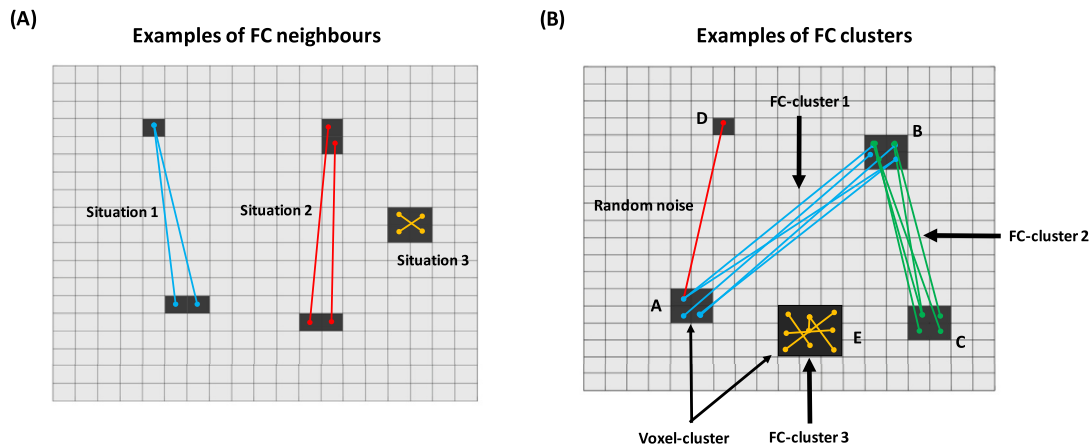 (A)
Examples of FC neighbours
Situation 1
Situation 2
Situation 3
(B)
Examples of FC clusters
FC-cluster 1
D
B
Random noise
FC-cluster 2
A
E
C
Voxel-cluster
FC-cluster 3